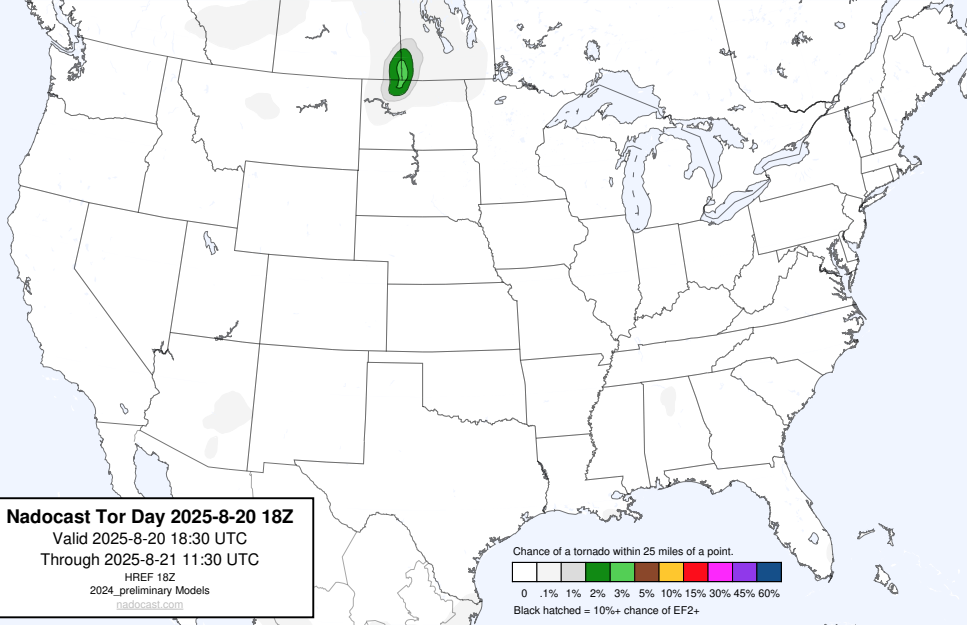 Nadocast Tor Day 2025-8-20 18Z
Valid 2025-8-20 18:30 UTC
Through 2025-8-21 11:30 UTC
HREF 18Z
2024_preliminary Models
nadocast.com
Chance of a tornado within 25 miles of a point.
0 .1% 1% 2% 3% 5% 10% 15% 30% 45% 60%
Black hatched = 10%+ chance of EF2+